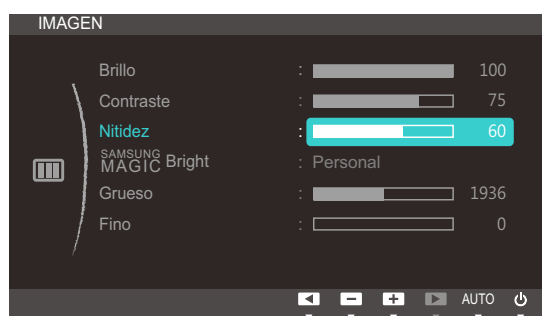 IMAGEN
Brillo : 100
Contraste : 75
Nitidez : 60
SAMSUNG
MAGIC Bright : Personal
Grueso : 1936
Fino : 0
AUTO